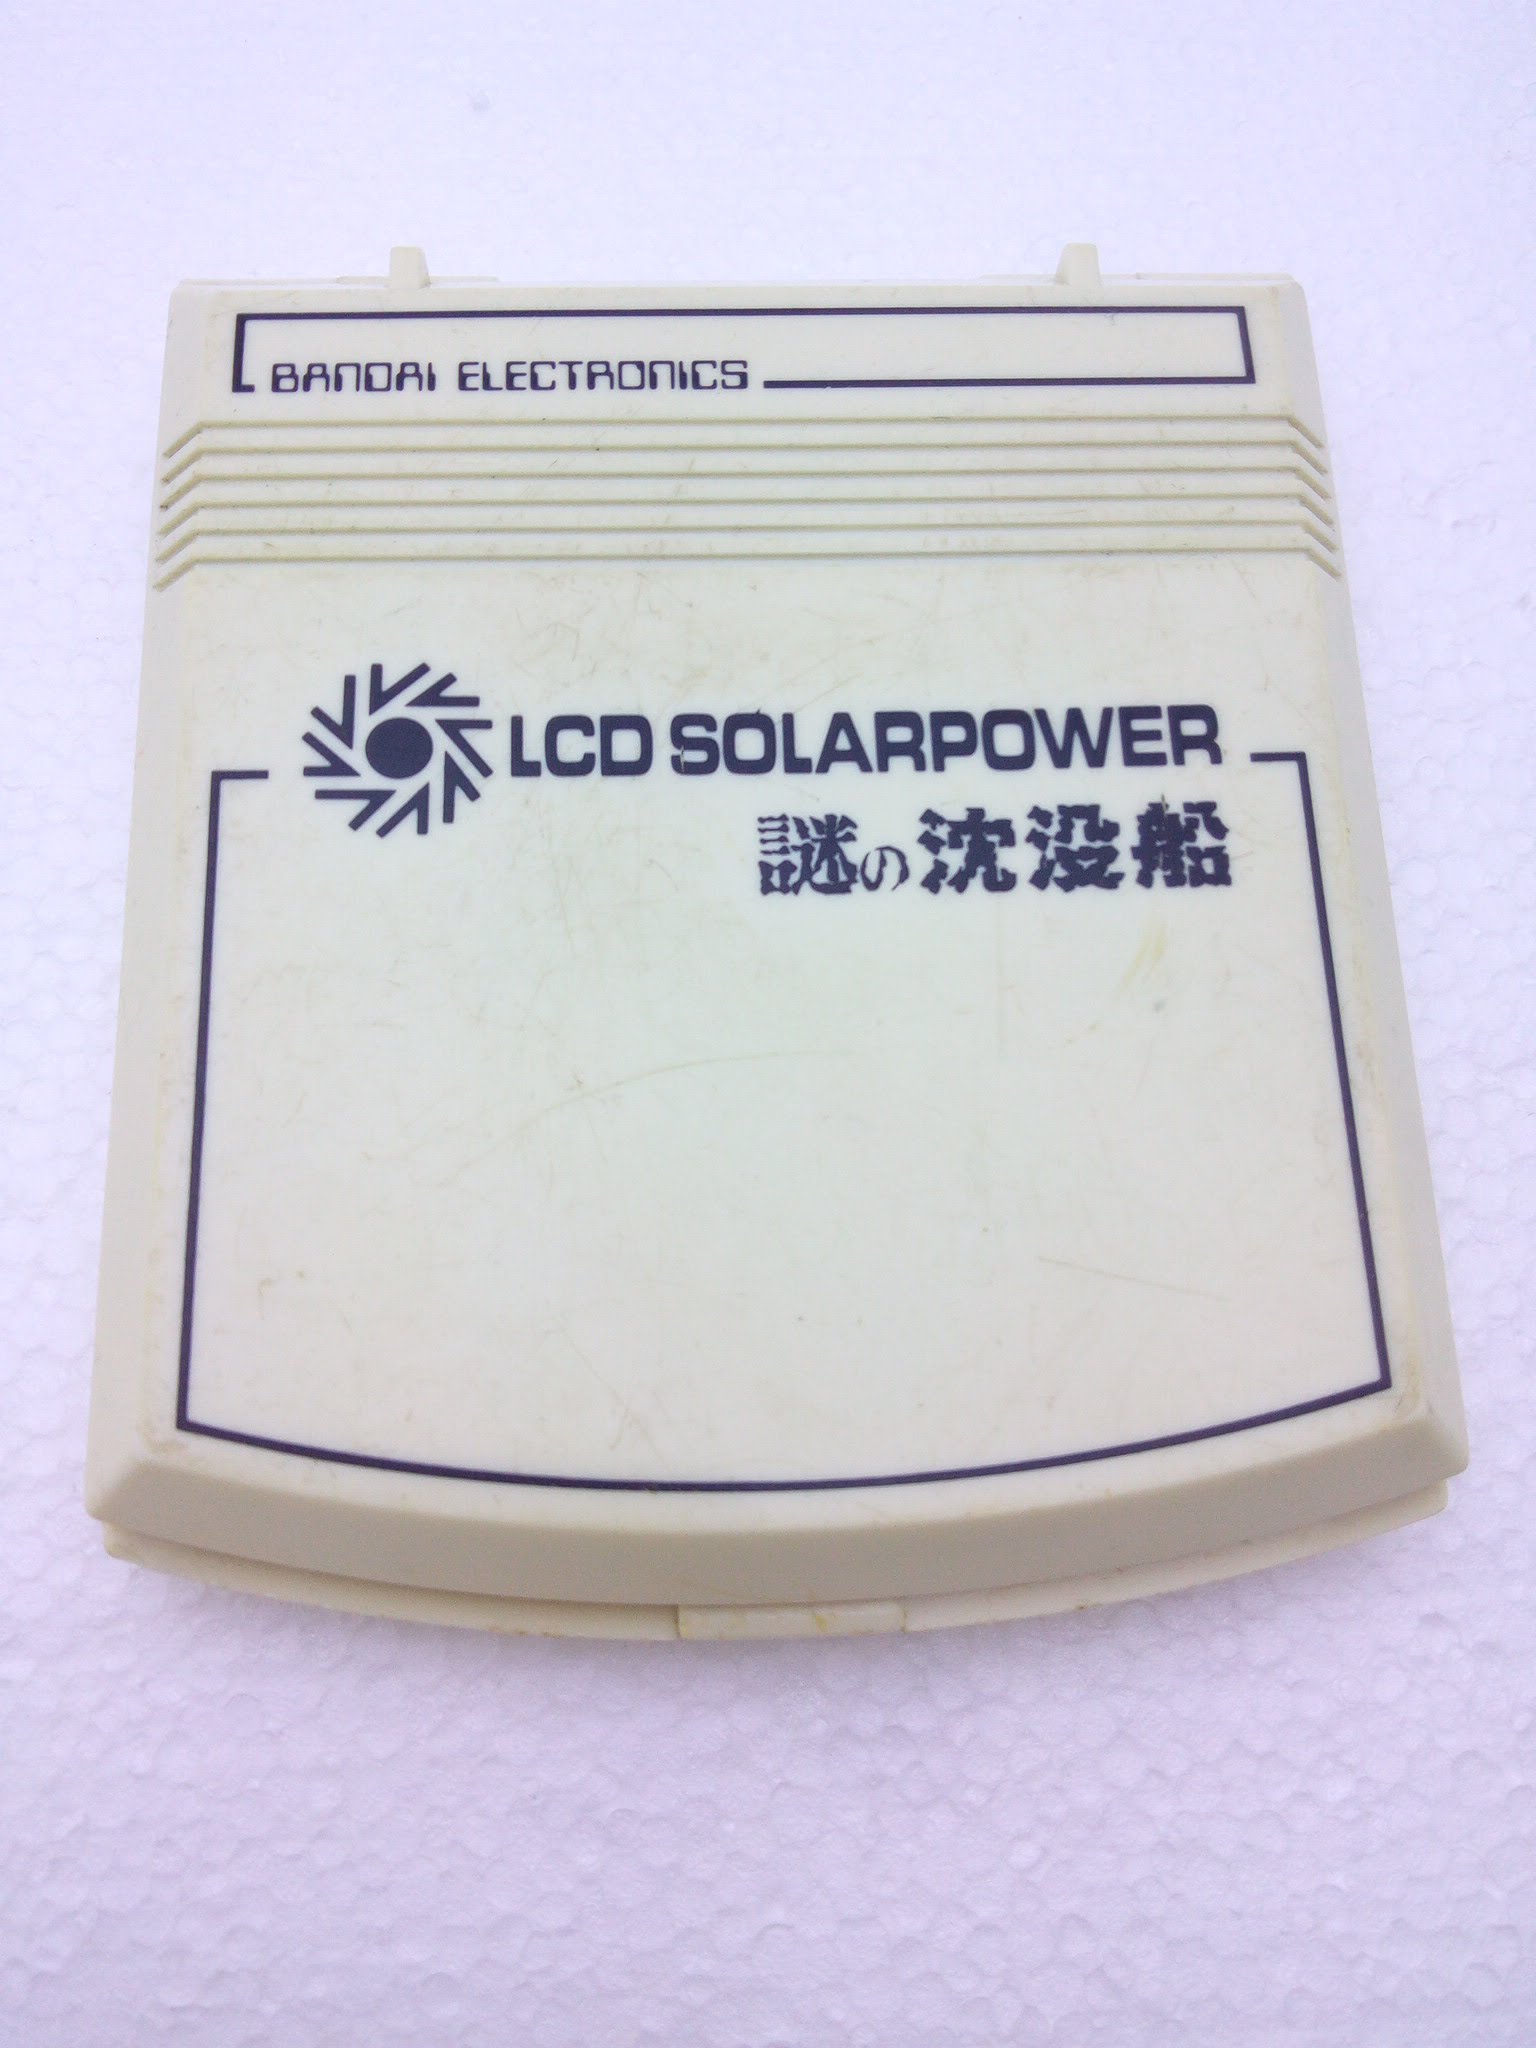 BANDAI ELECTRONICS
LCD SOLARPOWER
謎の沈没船